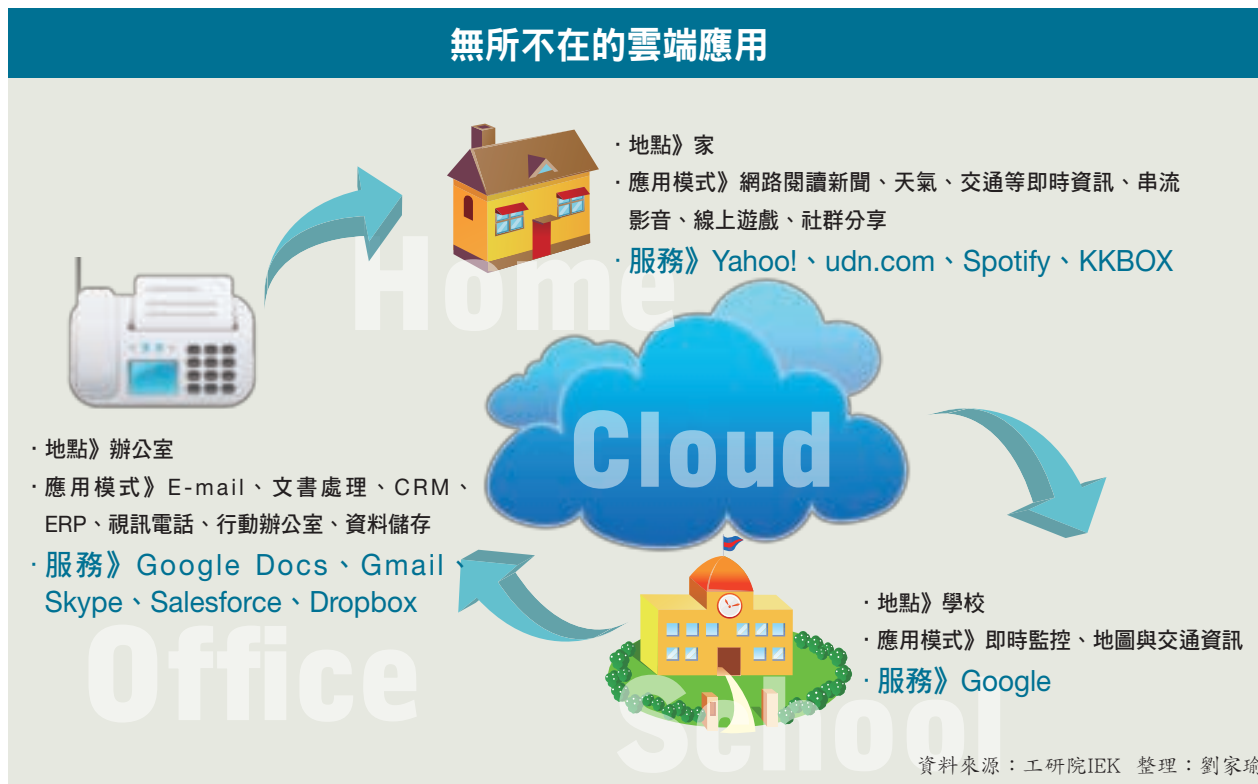 無所不在的雲端應用
·地點》家
·應用模式》網路閱讀新聞、天氣、交通等即時資訊、串流
影音、線上遊戲、社群分享
·服務》Yahoo!、udn.com、Spotify、KKBOX
Home
Cloud
·地點》辦公室
·應用模式》E-mail、文書處理、CRM、
ERP、視訊電話、行動辦公室、資料儲存
·服務》Google Docs、Gmail、
Skype、Salesforce、Dropbox
Office
·地點》學校
·應用模式》即時監控、地圖與交通資訊
·服務》Google
School
資料來源：工研院IEK 整理：劉家瑜